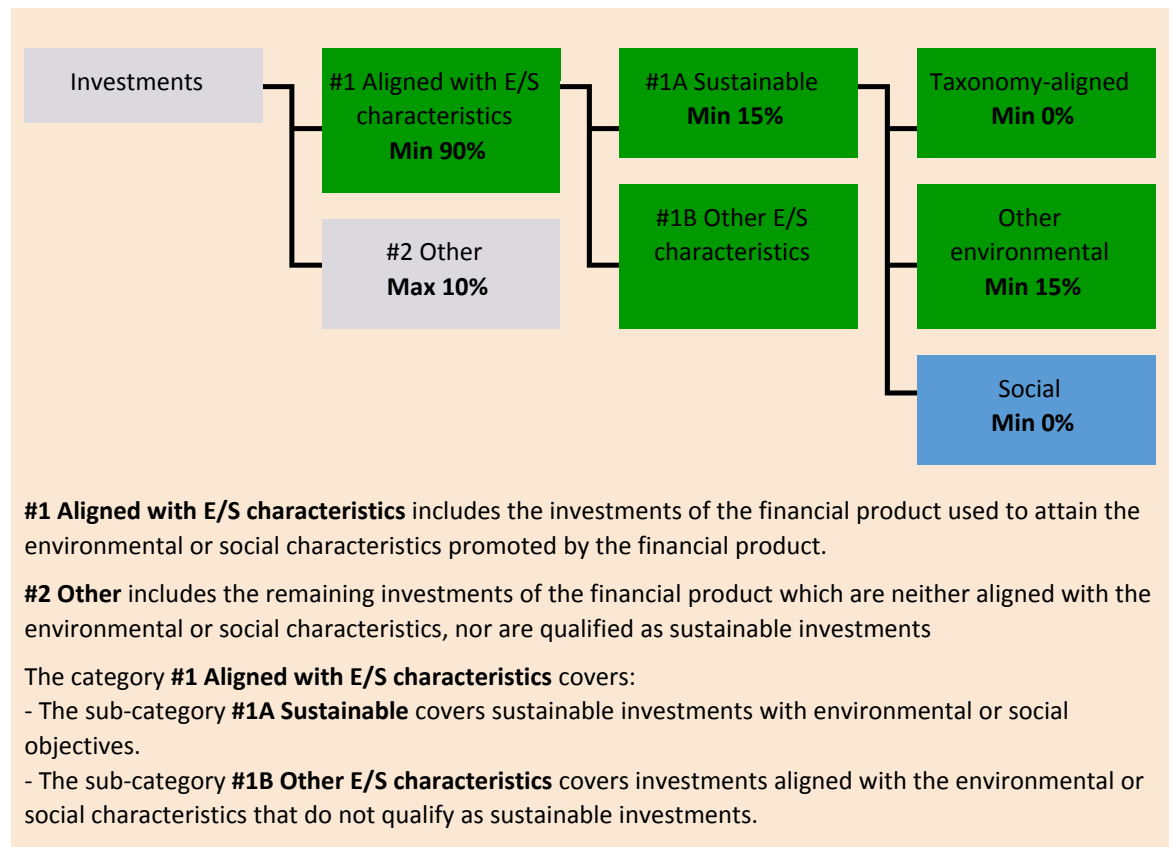 Investments
#1 Aligned with E/S
characteristics
Min 90%
#2 Other
Max 10%
#1A Sustainable
Min 15%
#1B Other E/S
characteristics
Taxonomy-aligned
Min 0%
Other
environmental
Min 15%
Social
Min 0%
#1 Aligned with E/S characteristics includes the investments of the financial product used to attain the
environmental or social characteristics promoted by the financial product.
#2 Other includes the remaining investments of the financial product which are neither aligned with the
environmental or social characteristics, nor are qualified as sustainable investments
The category #1 Aligned with E/S characteristics covers:
- The sub-category #1A Sustainable covers sustainable investments with environmental or social
objectives.
- The sub-category #1B Other E/S characteristics covers investments aligned with the environmental or
social characteristics that do not qualify as sustainable investments.